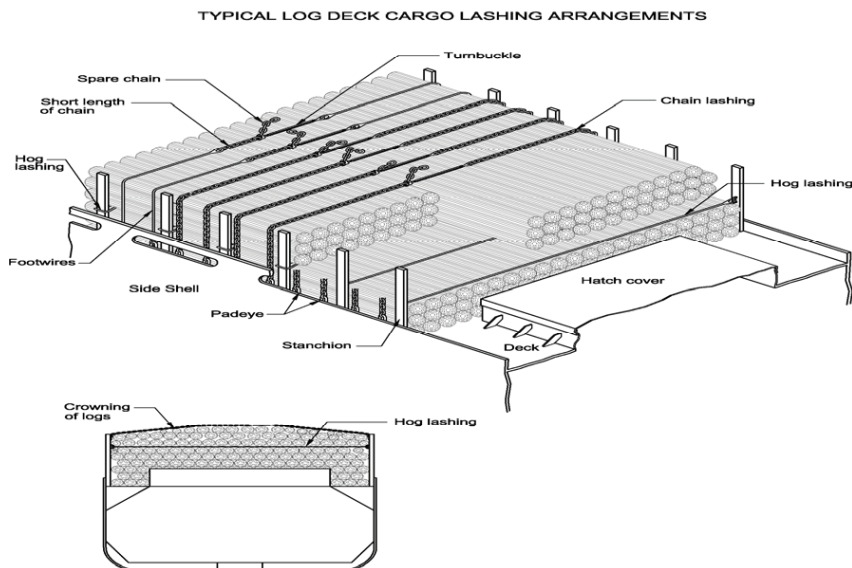 TYPICAL LOG DECK CARGO LASHING ARRANGEMENTS
Turnbuckle
Spare chain
Short length
of chain
Chain lashing
Hog
lashing
Hog lashing
Footwires
Side Shell
Hatch cover
Padeye
Stanchion
Deck
Crowning
of logs
Hog lashing